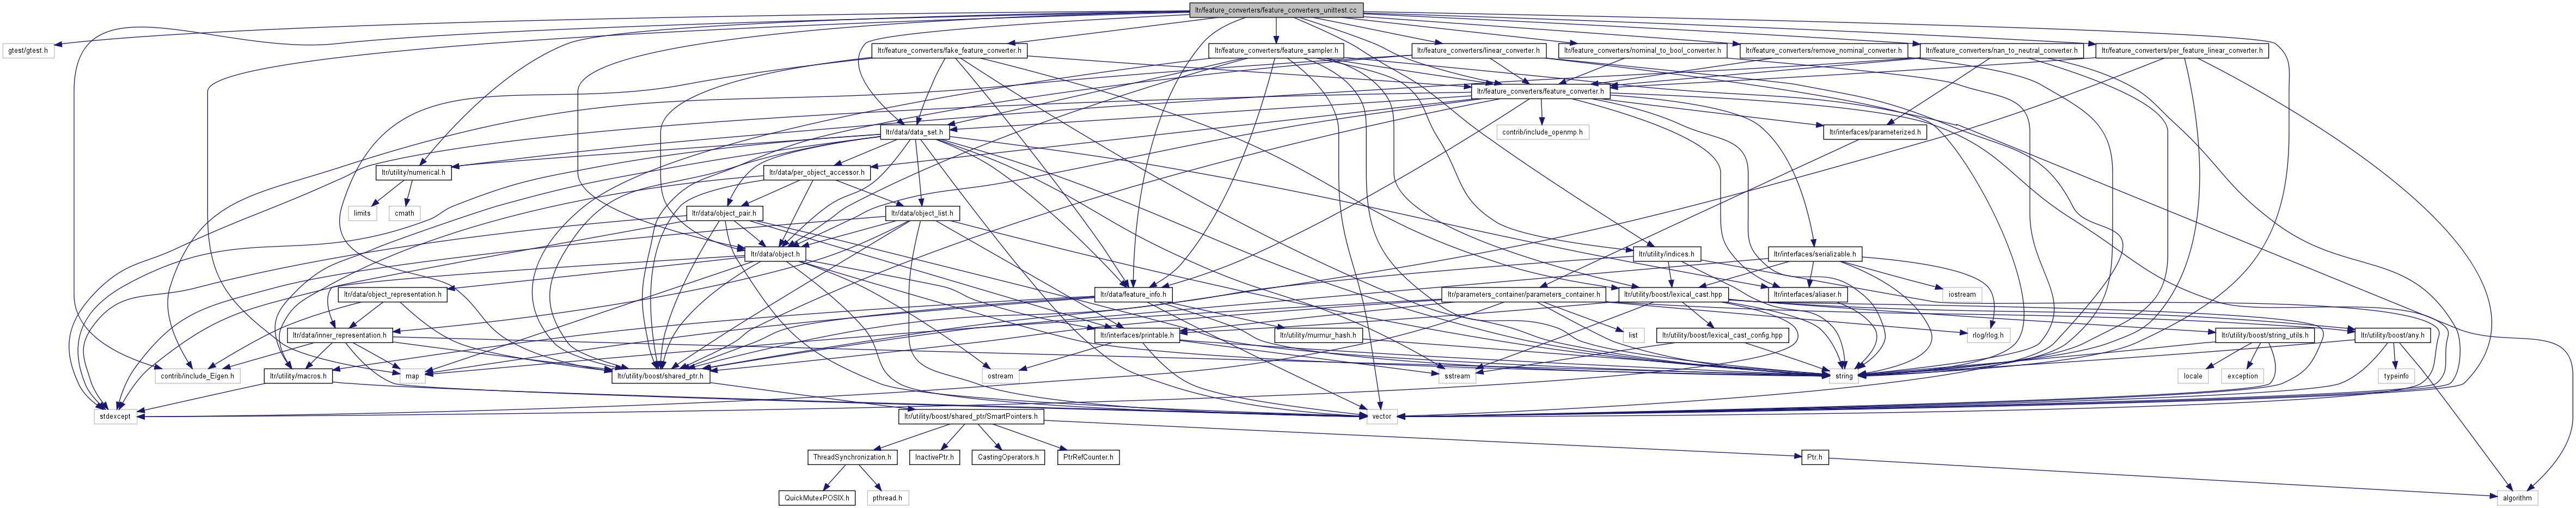 ltr/feature_converters/feature_converters_unittest.cc
gtest/gtest.h
ltr/feature_converters/fake_feature_converter.h
ltr/feature_converters/feature_sampler.h
ltr/feature_converters/linear_converter.h
ltr/feature_converters/nominal_to_bool_converter.h
ltr/feature_converters/remove_nominal_converter.h
ltr/feature_converters/nan_to_neutral_converter.h
ltr/feature_converters/per_feature_linear_converter.h
ltr/feature_converters/feature_converter.h
ltr/data/data_set.h
contrib/include_openmp.h
ltr/interfaces/parameterized.h
ltr/utility/numerical.h
ltr/data/per_object_accessor.h
limits
cmath
ltr/data/object_pair.h
ltr/data/object_list.h
ltr/data/object.h
ltr/utility/indices.h
ltr/interfaces/serializable.h
ltr/data/object_representation.h
ltr/data/feature_info.h
ltr/parameters_container/parameters_container.h
ltr/utility/boost/lexical_cast.hpp
ltr/interfaces/aliaser.h
iostream
ltr/data/inner_representation.h
ltr/interfaces/printable.h
ltr/utility/murmur_hash.h
list
ltr/utility/boost/lexical_cast_config.hpp
rlog/rlog.h
ltr/utility/boost/string_utils.h
ltr/utility/boost/any.h
contrib/include_Eigen.h
ltr/utility/macros.h
map
ltr/utility/boost/shared_ptr.h
ostream
sstream
string
locale
exception
typeinfo
stdexcept
ltr/utility/boost/shared_ptr/SmartPointers.h
vector
ThreadSynchronization.h
InactivePtr.h
CastingOperators.h
PtrRefCounter.h
Ptr.h
QuickMutexPOSIX.h
pthread.h
algorithm